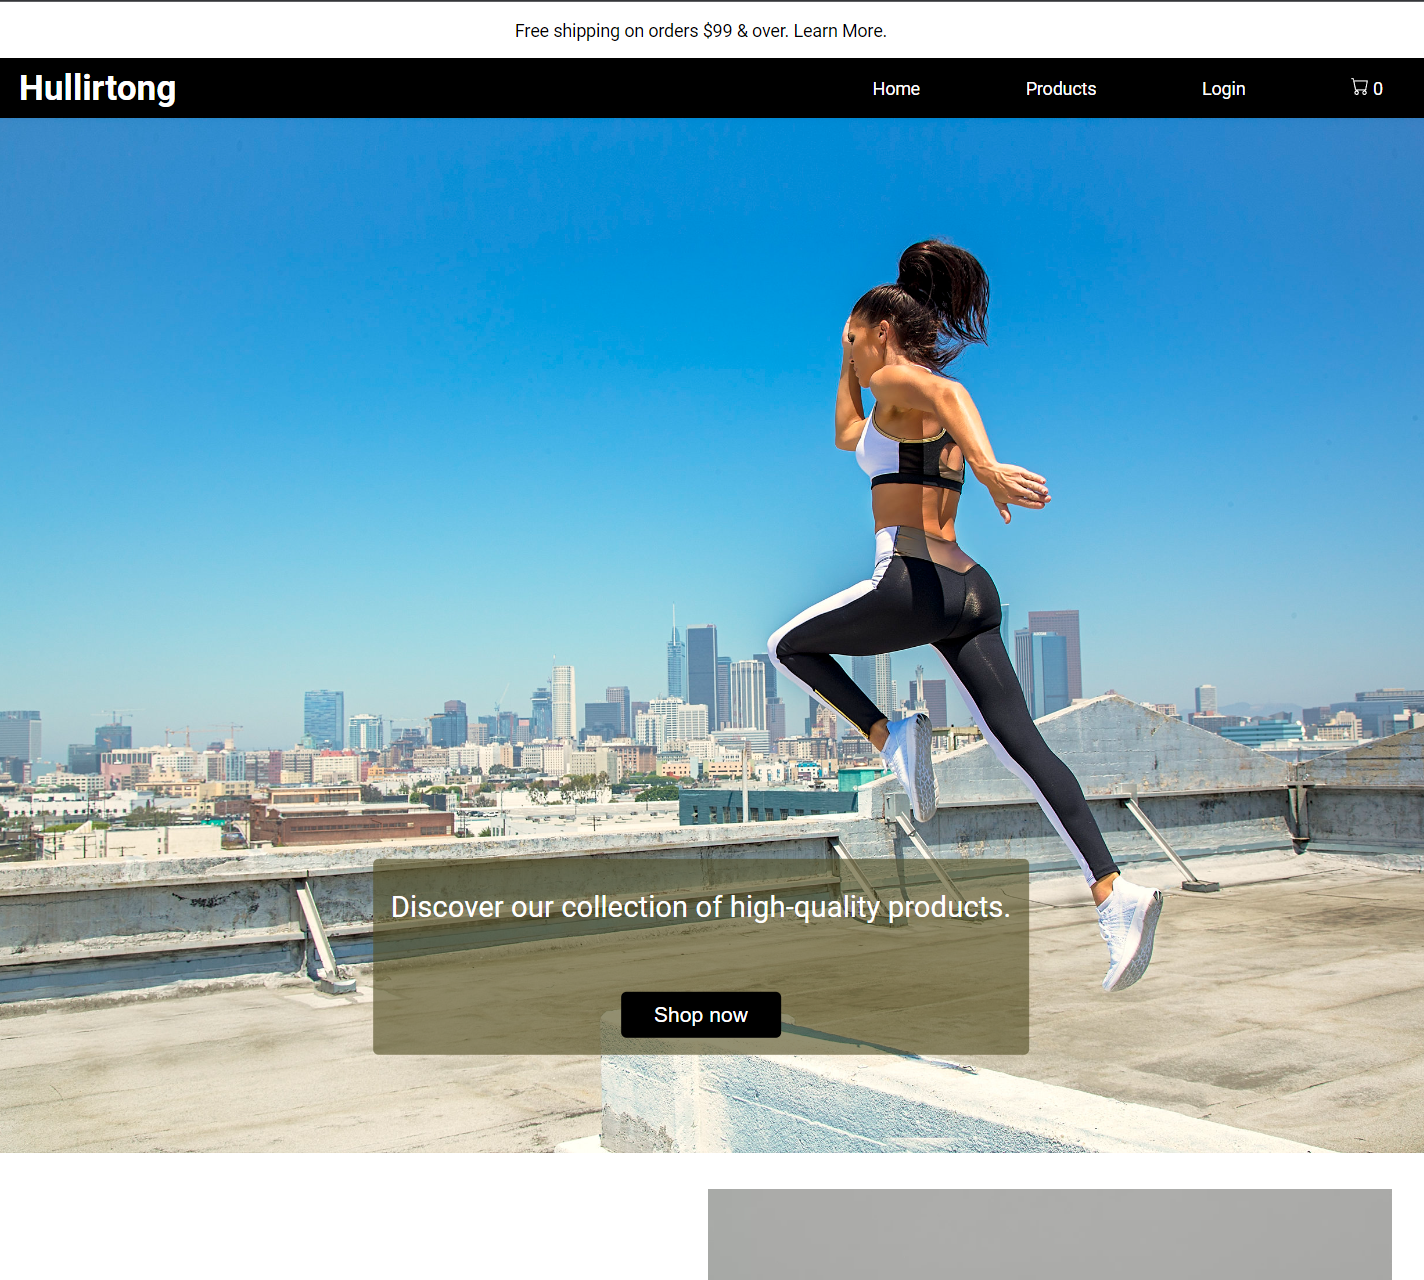 Free shipping on orders $99 & over. Learn More.
Hullirtong
Home
Products
Login
0
Discover our collection of high-quality products.
Shop now